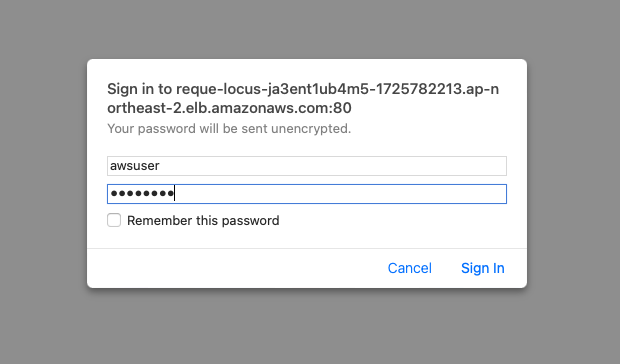 Sign in to reque-locus-ja3ent1ub4m5-1725782213.ap-n
ortheast-2.elb.amazonaws.com:80
Your password will be sent unencrypted.
awsuser
●●●●●●●●
Remember this password
Cancel Sign In